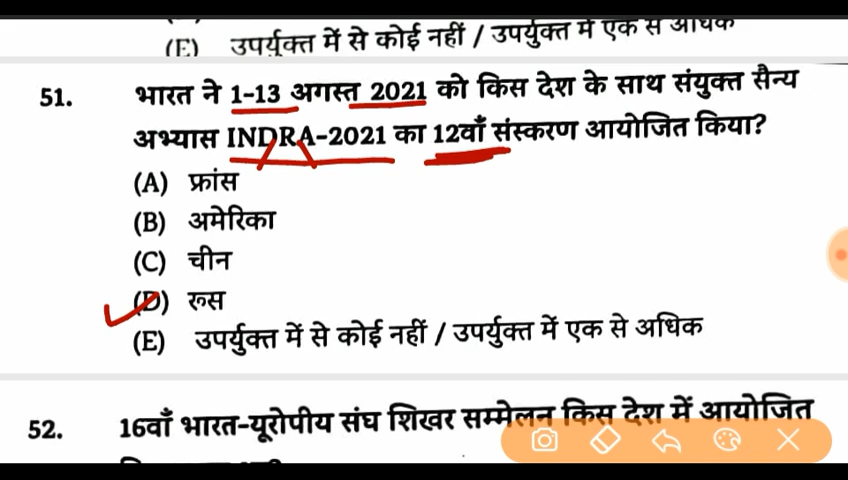 (E) उपर्युक्त में से कोई नहीं / उपर्युक्त में एक से अधिक
51. भारत ने 1-13 अगस्त 2021 को किस देश के साथ संयुक्त सैन्य
अभ्यास INDRA-2021 का 12वाँ संस्करण आयोजित किया?
(A) फ्रांस
(B) अमेरिका
(C) चीन
(D) रूस
(E) उपर्युक्त में से कोई नहीं / उपर्युक्त में एक से अधिक
52. 16वाँ भारत-यूरोपीय संघ शिखर सम्मेलन किस देश में आयोजित